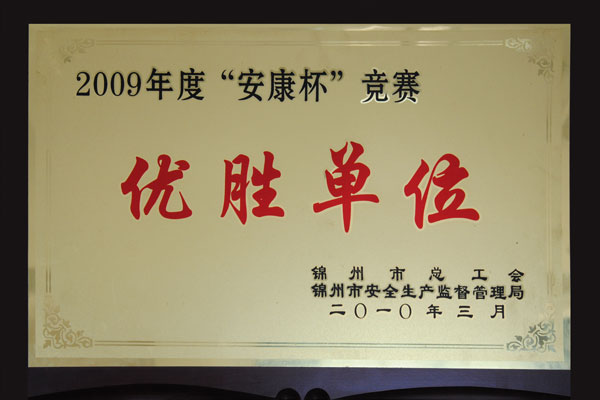 2009年度“安康杯”竞赛
优胜单位
锦州市总工会
锦州市安全生产监督管理局
二〇一〇年三月